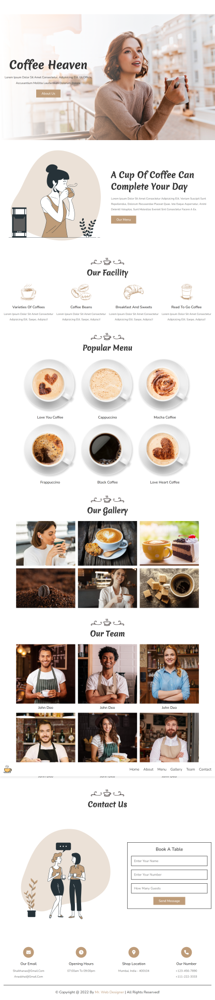 Coffee Heaven
Lorem Ipsum Dolor Sit Amet Consectetur, Adipisicing Elit. Ut Officia,
Accusantium Mollitia Laudantium Dolorum Dolore.
About Us
A Cup Of Coffee Can
Complete Your Day
Lorem Ipsum Dolor Sit Amet Consectetur Adipisicing Elit. Veniam Suscipit Sunt
Repellendus, Dolorum Recusandae Placeat Quas. Iste Eaque Aspernatur, Animi
Deleniti Voluptas, Sunt Molestias Eveniet Sint Consectetur Facere A Ex.
Our Menu
Our Facility
Varieties Of Coffees
Lorem Ipsum Dolor Sit Amet Consectetur
Adipisicing Elit. Saepe, Adipisci!
Coffee Beans
Lorem Ipsum Dolor Sit Amet Consectetur
Adipisicing Elit. Saepe, Adipisci!
Breakfast And Sweets
Lorem Ipsum Dolor Sit Amet Consectetur
Adipisicing Elit. Saepe, Adipisci!
Read To Go Coffee
Lorem Ipsum Dolor Sit Amet Consectetur
Adipisicing Elit. Saepe, Adipisci!
Popular Menu
Love You Coffee
Cappuccino
Mocha Coffee
Frappuccino
Black Coffee
Love Heart Coffee
Our Gallery
Our Team
John Deo
John Deo
John Deo
Home About Menu Gallery Team Contact
John Deo
John Deo
John Deo
Contact Us
Book A Table
Enter Your Name
Enter Your Number
How Many Guests
Send Message
Our Email
Shaikhanas@Gmail.Com
Anasbhai@Gmail.Com
Opening Hours
07:00am To 09:00pm
Shop Location
Mumbai, India - 400104
Our Number
+123-456-7890
+111-222-3333
© Copyright @ 2022 By Mr. Web Designer | All Rights Reserved!